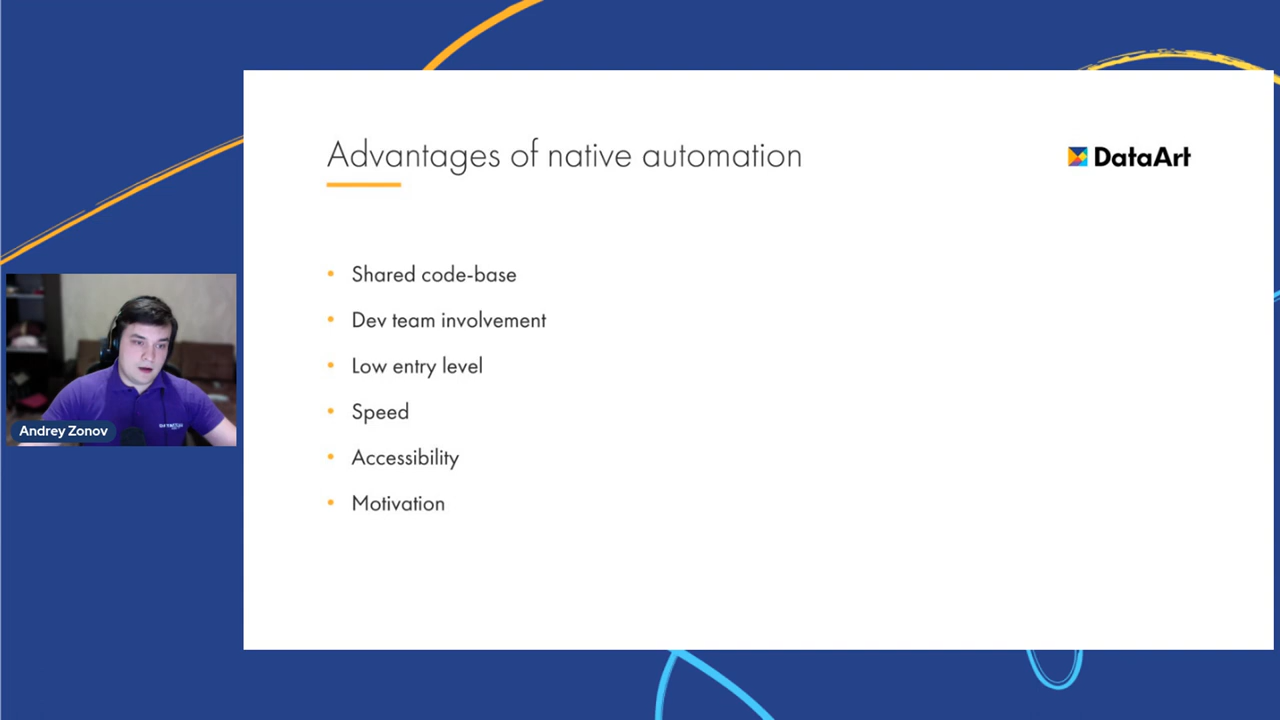 Advantages of native automation
DataArt
Shared code-base
Dev team involvement
Low entry level
Speed
Accessibility
Motivation
Andrey Zonov